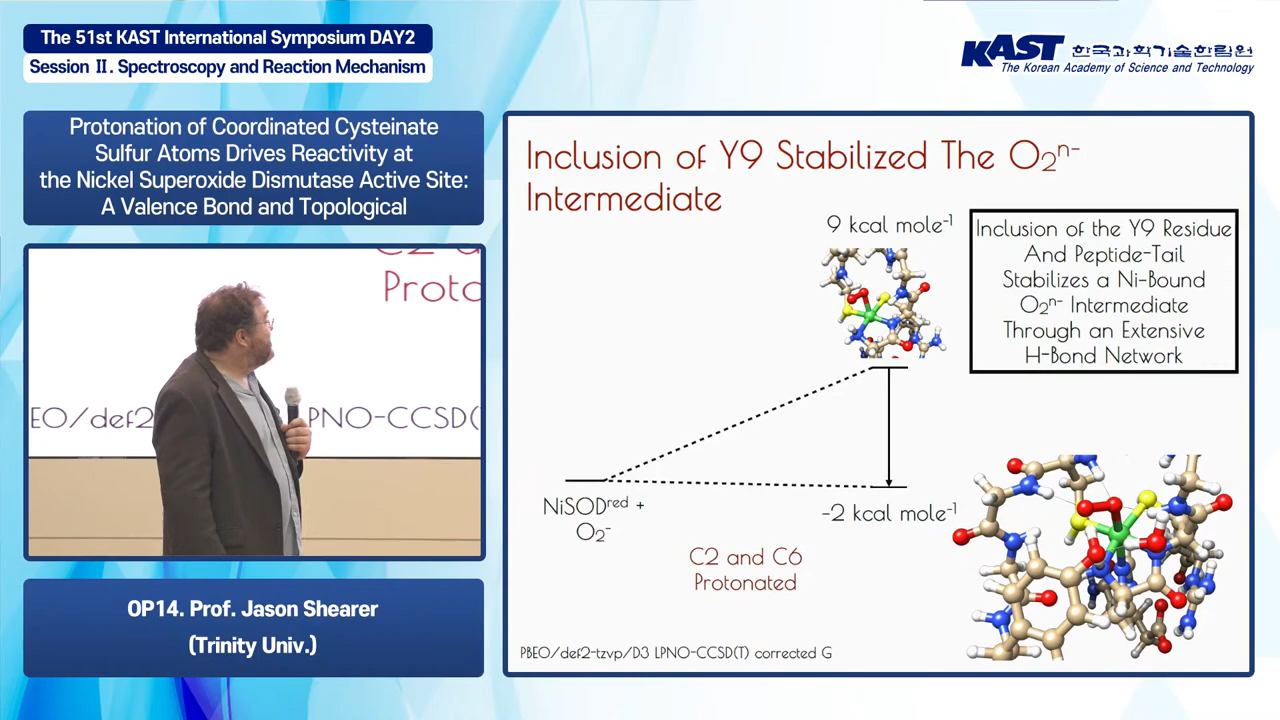 The 51st KAST International Symposium DAY2
Session Ⅱ. Spectroscopy and Reaction Mechanism
KAST 한국과학기술한림원
The Korean Academy of Science and Technology
Protonation of Coordinated Cysteinate
Sulfur Atoms Drives Reactivity at
the Nickel Superoxide Dismutase Active Site:
A Valence Bond and Topological
C2 a
Proto
EO/def2
PNO-CCSD(
OP14. Prof. Jason Shearer
(Trinity Univ.)
Inclusion of Y9 Stabilized The O₂ⁿ⁻
Intermediate
9 kcal mole⁻¹
Inclusion of the Y9 Residue
And Peptide-Tail
Stabilizes a Ni-Bound
O₂ⁿ⁻ Intermediate
Through an Extensive
H-Bond Network
NiSODʳᵉᵈ +
O₂⁻
-2 kcal mole⁻¹
C2 and C6
Protonated
PBEO/def2-tzvp/D3 LPNO-CCSD(T) corrected G